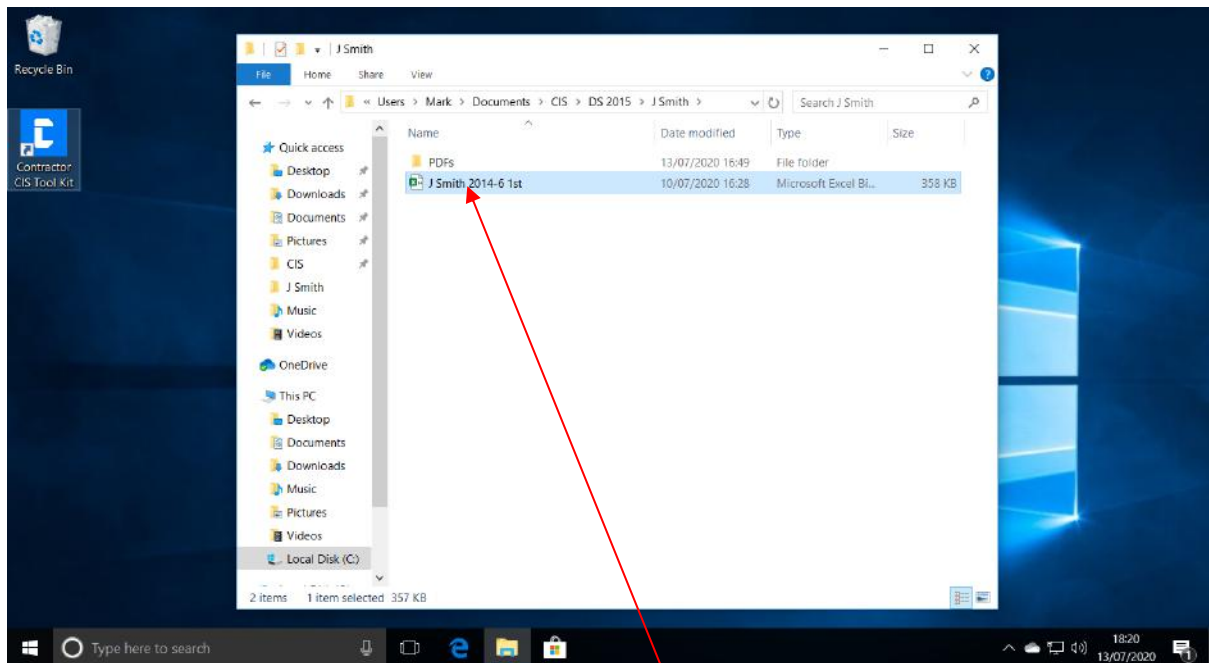 Recycle Bin
Contractor
CIS Tool Kit
J Smith
File Home Share View
« Users > Mark > Documents > CIS > DS 2015 > J Smith >
Search J Smith
Name Date modified Type Size
PDFs 13/07/2020 16:49 File folder
J Smith 2014-6 1st 10/07/2020 16:28 Microsoft Excel Bi... 358 KB
Quick access
Desktop
Downloads
Documents
Pictures
CIS
J Smith
Music
Videos
OneDrive
This PC
Desktop
Documents
Downloads
Music
Pictures
Videos
Local Disk (C:)
2 items 1 item selected 357 KB
Type here to search
18:20
13/07/2020
1